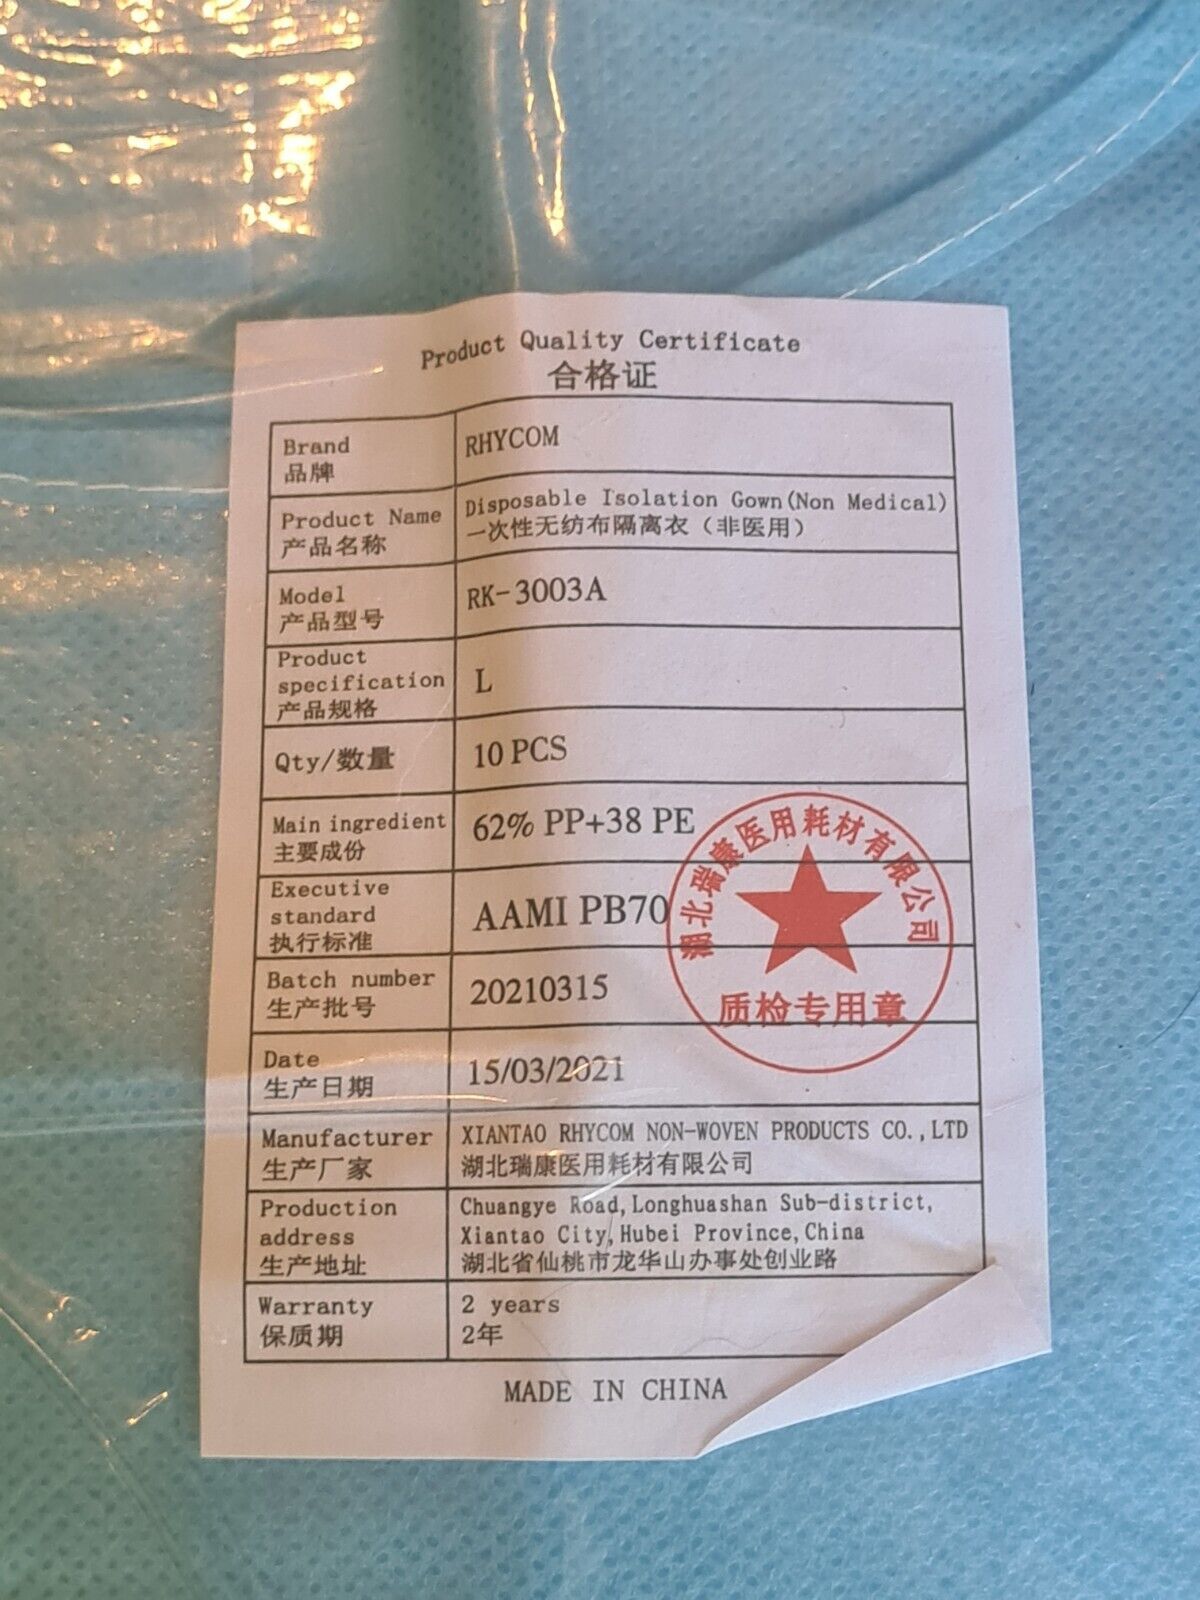 Product Quality Certificate
合格证
Brand
品牌
RHYCOM
Product Name
产品名称
Disposable Isolation Gown(Non Medical)
一次性无纺布隔离衣（非医用）
Model
产品型号
RK-3003A
Product
specification
产品规格
L
Qty/数量
10 PCS
Main ingredient
主要成份
62% PP+38 PE
Executive
standard
执行标准
AAMI PB70
Batch number
生产批号
20210315
Date
生产日期
15/03/2021
Manufacturer
生产厂家
XIANTAO RHYCOM NON-WOVEN PRODUCTS CO.,LTD
湖北瑞康医用耗材有限公司
Production
address
生产地址
Chuangye Road,Longhuashan Sub-district,
Xiantao City,Hubei Province,China
湖北省仙桃市龙华山办事处创业路
Warranty
保质期
2 years
2年
MADE IN CHINA
湖北瑞康医用耗材有限公司
质检专用章